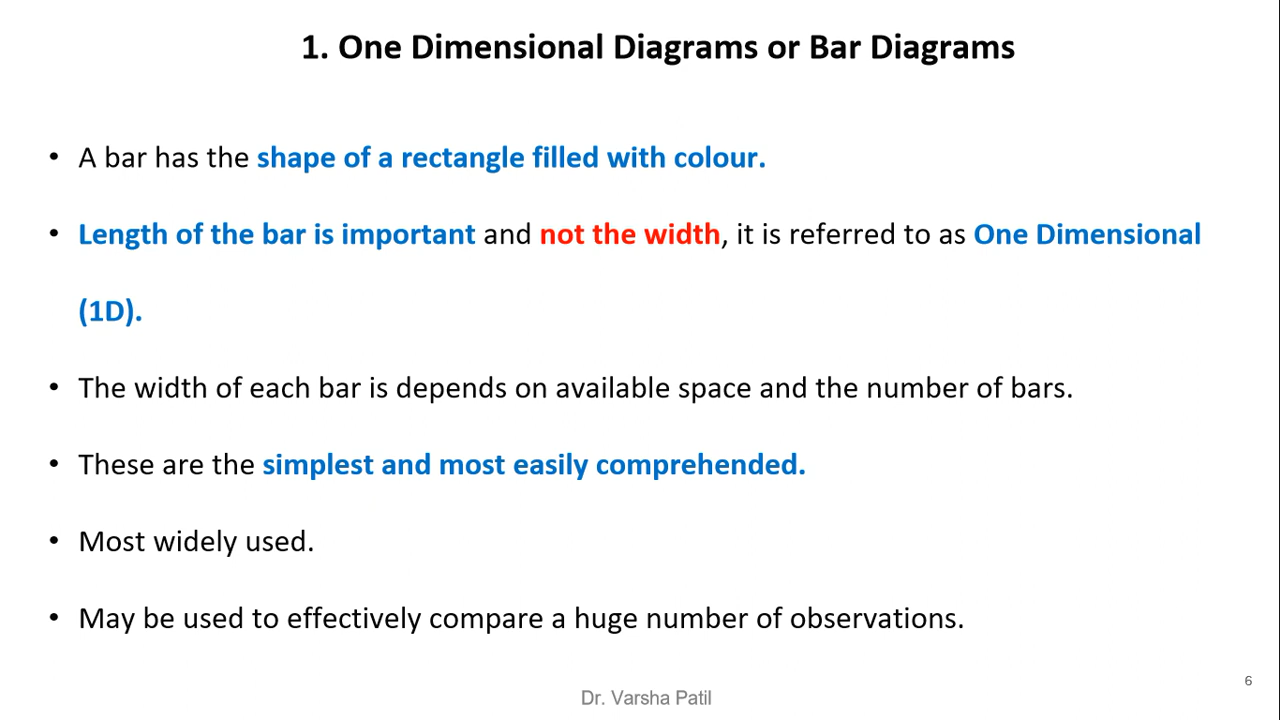 1. One Dimensional Diagrams or Bar Diagrams
• A bar has the shape of a rectangle filled with colour.
• Length of the bar is important and not the width, it is referred to as One Dimensional
(1D).
• The width of each bar is depends on available space and the number of bars.
• These are the simplest and most easily comprehended.
• Most widely used.
• May be used to effectively compare a huge number of observations.
6
Dr. Varsha Patil